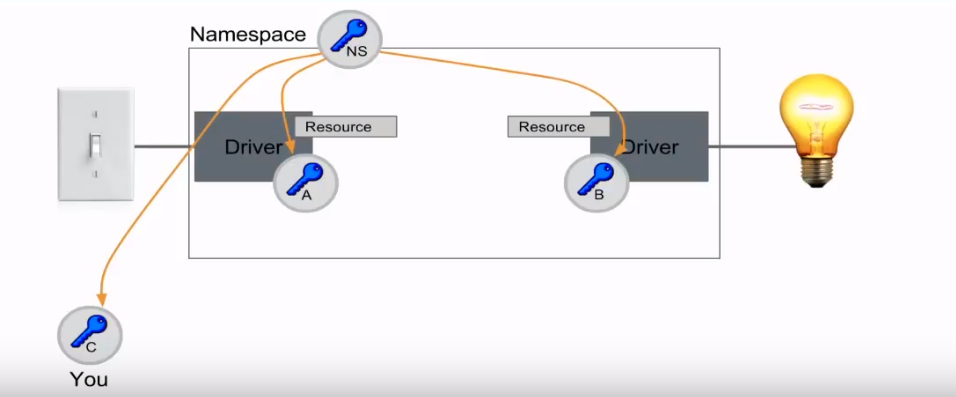 Namespace
NS
Resource
Resource
Driver
Driver
A
B
C
You